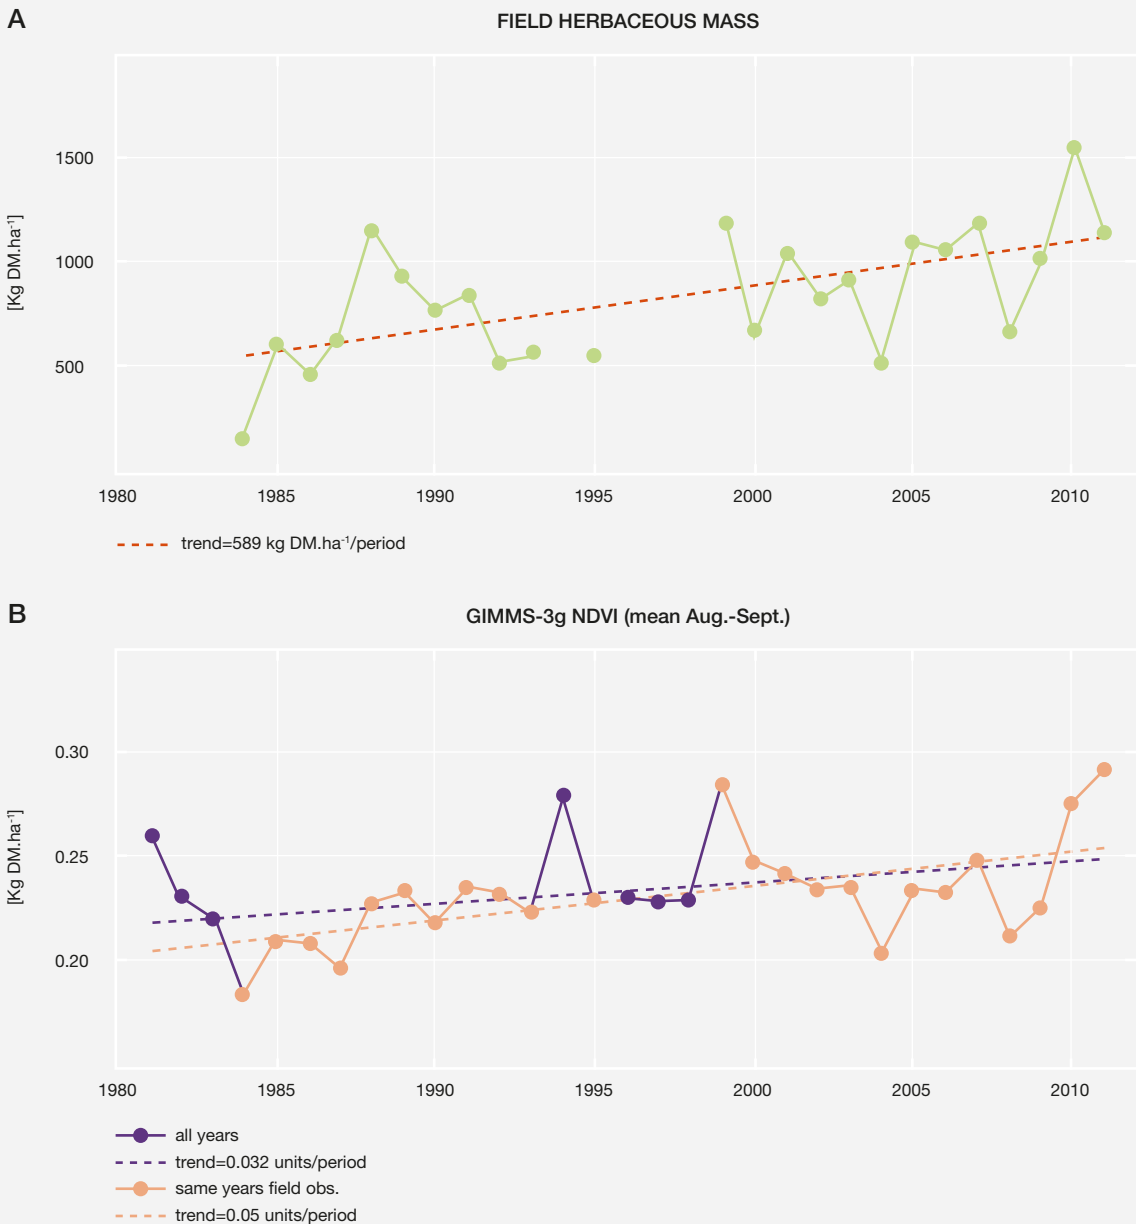 A
FIELD HERBACEOUS MASS
[Kg DM.ha⁻¹]
1500
1000
500
1980 1985 1990 1995 2000 2005 2010
trend=589 kg DM.ha⁻¹/period
B
GIMMS-3g NDVI (mean Aug.-Sept.)
[Kg DM.ha⁻¹]
0.30
0.25
0.20
1980 1985 1990 1995 2000 2005 2010
all years
trend=0.032 units/period
same years field obs.
trend=0.05 units/period